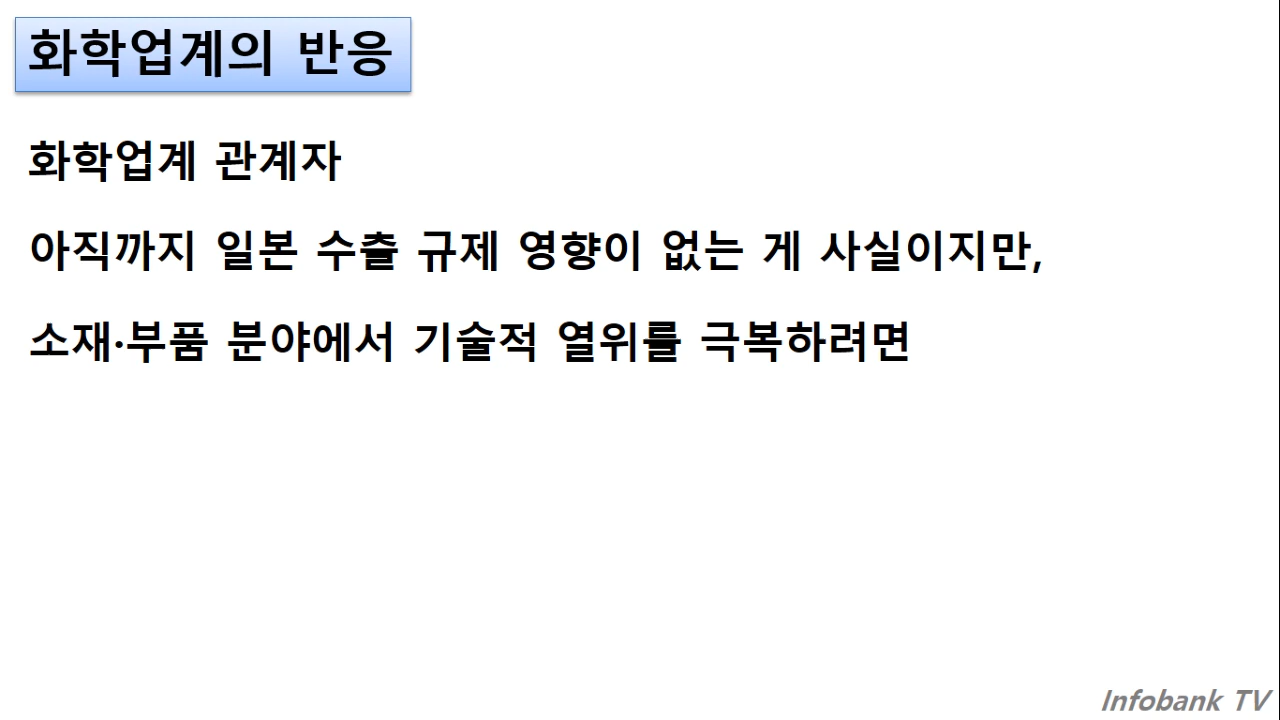 화학업계의 반응
화학업계 관계자
아직까지 일본 수출 규제 영향이 없는 게 사실이지만,
소재·부품 분야에서 기술적 열위를 극복하려면
Infobank TV